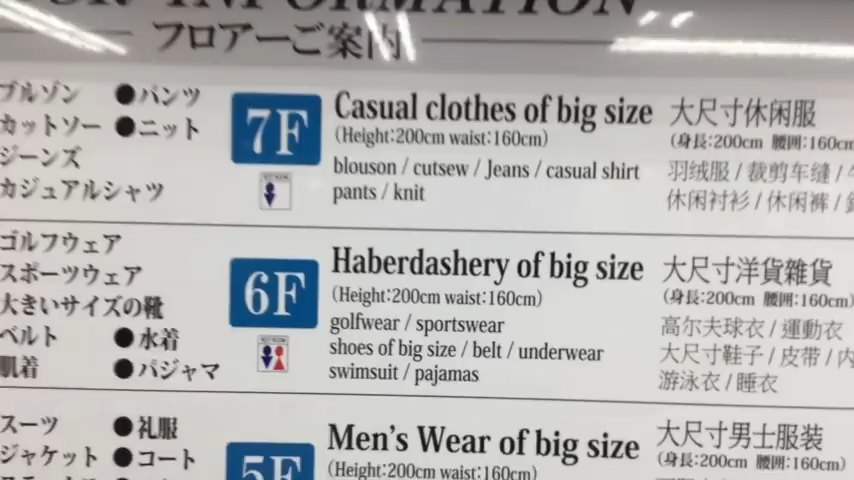 フロアーご案内
ブルゾン ●パンツ
カットソー ●ニット
ジーンズ
カジュアルシャツ
7F
Casual clothes of big size
(Height:200cm waist:160cm)
blouson / cutsew / Jeans / casual shirt
pants / knit
大尺寸休闲服
(身長:200cm 腰囲:160cm
羽绒服 / 裁剪车缝 /
休闲衬衫 / 休闲裤 /
ゴルフウェア
スポーツウェア
大きいサイズの靴
ベルト ●水着
肌着 ●パジャマ
6F
Haberdashery of big size
(Height:200cm waist:160cm)
golfwear / sportswear
shoes of big size / belt / underwear
swimsuit / pajamas
大尺寸洋貨雜貨
(身長:200cm 腰囲:160cm)
高尔夫球衣 / 運動衣
大尺寸鞋子 / 皮带 / 内
游泳衣 / 睡衣
スーツ ●礼服
ジャケット ●コート
5F
Men's Wear of big size
(Height:200cm waist:160cm)
大尺寸男士服装
(身長:200cm 腰囲:160cm)